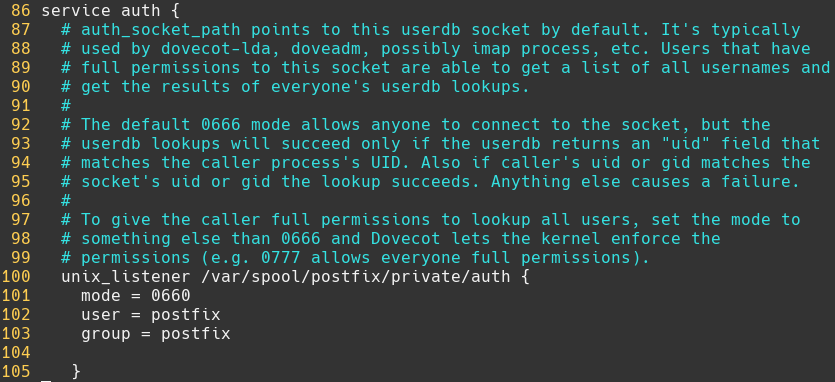 86 service auth {
87   # auth_socket_path points to this userdb socket by default. It's typically
88   # used by dovecot-lda, doveadm, possibly imap process, etc. Users that have
89   # full permissions to this socket are able to get a list of all usernames and
90   # get the results of everyone's userdb lookups.
91   #
92   # The default 0666 mode allows anyone to connect to the socket, but the
93   # userdb lookups will succeed only if the userdb returns an "uid" field that
94   # matches the caller process's UID. Also if caller's uid or gid matches the
95   # socket's uid or gid the lookup succeeds. Anything else causes a failure.
96   #
97   # To give the caller full permissions to lookup all users, set the mode to
98   # something else than 0666 and Dovecot lets the kernel enforce the
99   # permissions (e.g. 0777 allows everyone full permissions).
100   unix_listener /var/spool/postfix/private/auth {
101     mode = 0660
102     user = postfix
103     group = postfix
104
105    }